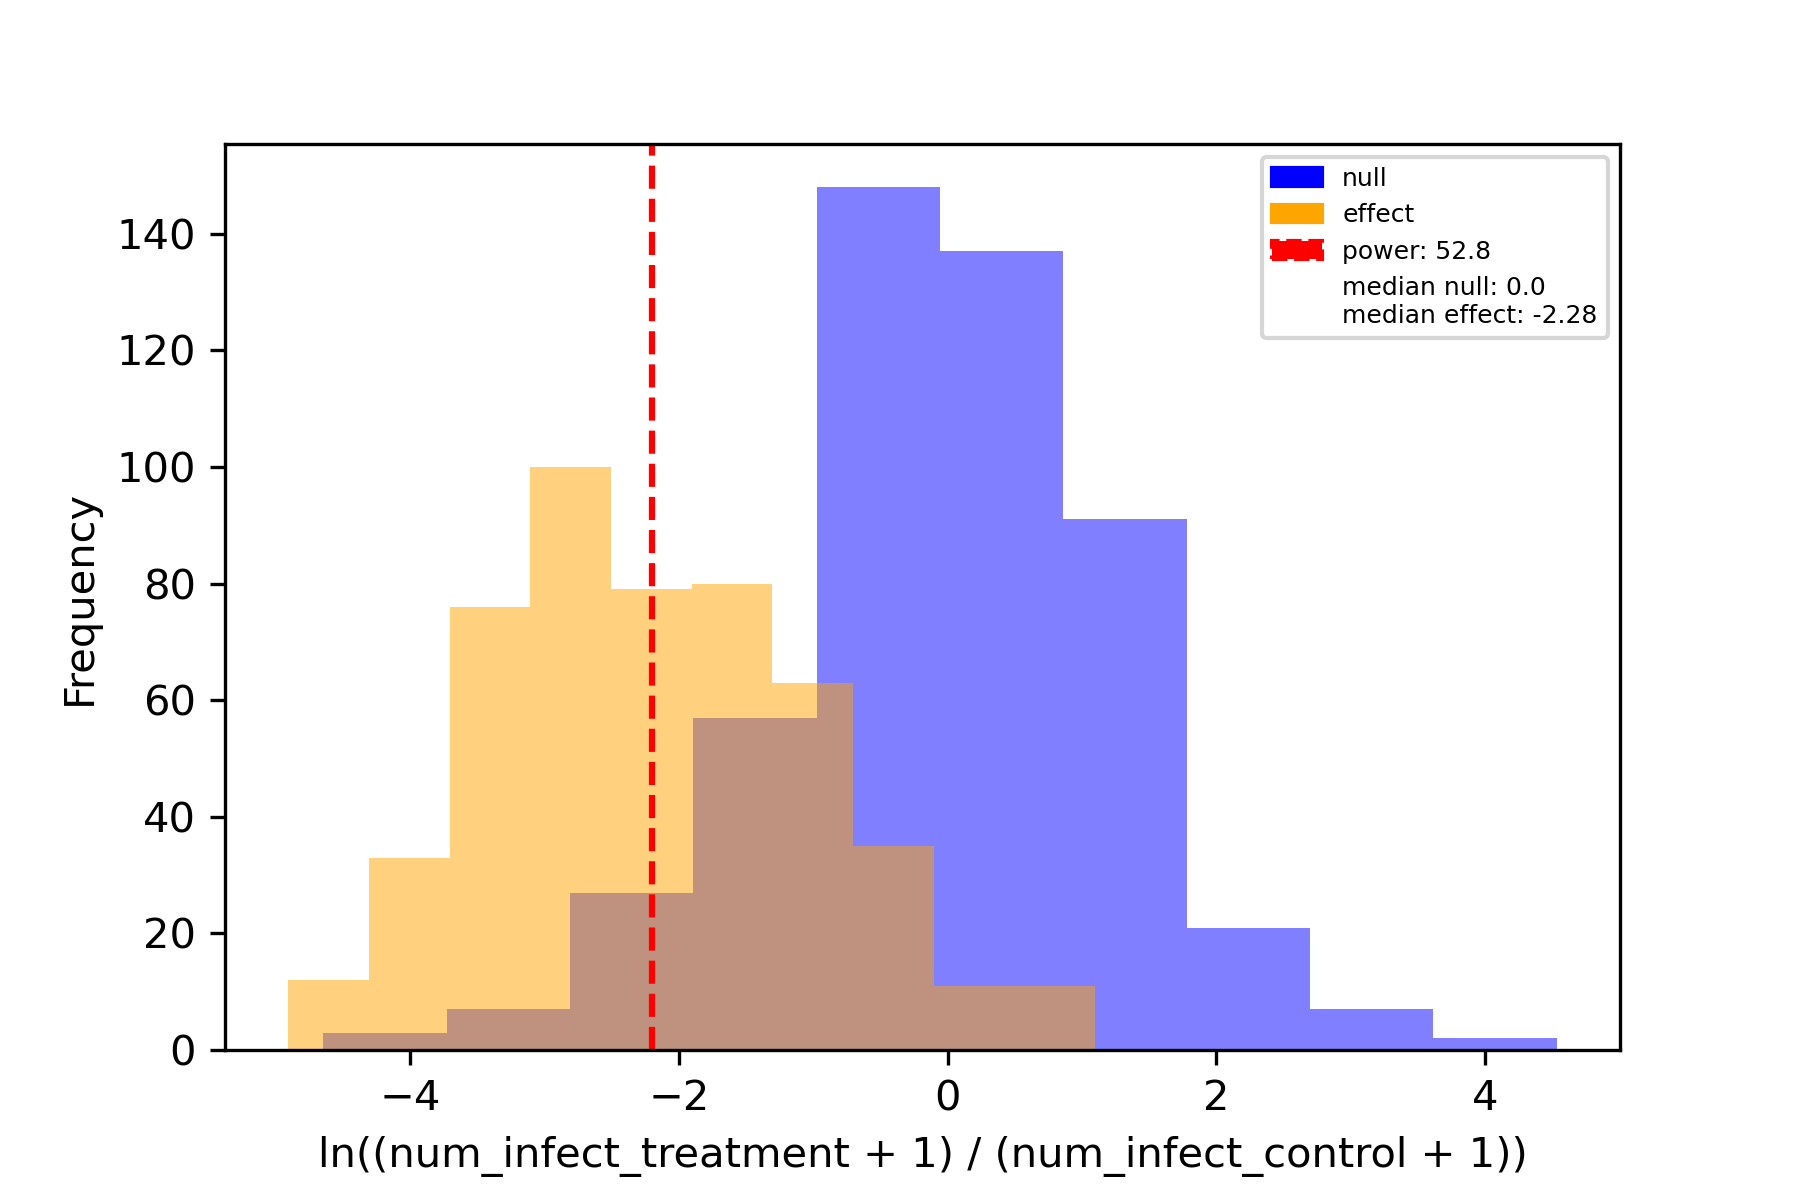 null
effect
power: 52.8
median null: 0.0
median effect: -2.28
140
120
100
80
60
40
20
0
Frequency
−4
−2
0
2
4
ln((num_infect_treatment + 1) / (num_infect_control + 1))